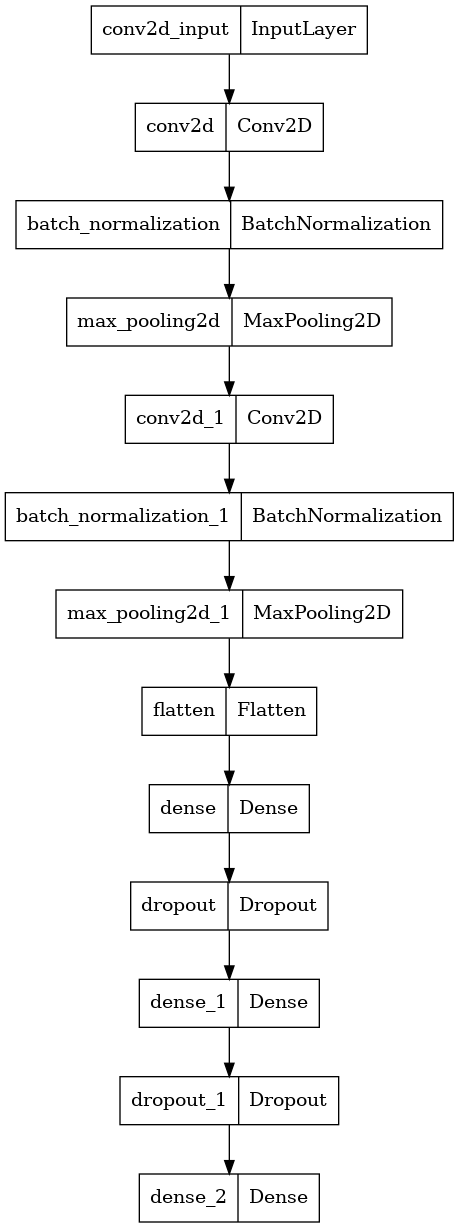 conv2d_input InputLayer
conv2d Conv2D
batch_normalization BatchNormalization
max_pooling2d MaxPooling2D
conv2d_1 Conv2D
batch_normalization_1 BatchNormalization
max_pooling2d_1 MaxPooling2D
flatten Flatten
dense Dense
dropout Dropout
dense_1 Dense
dropout_1 Dropout
dense_2 Dense